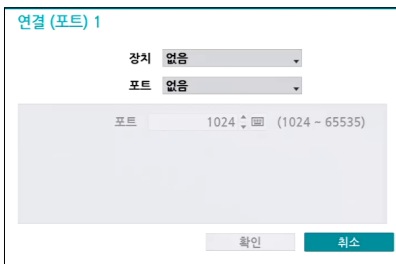 연결 (포트) 1
장치 없음
포트 없음
포트 1024 (1024 ~ 65535)
확인 취소